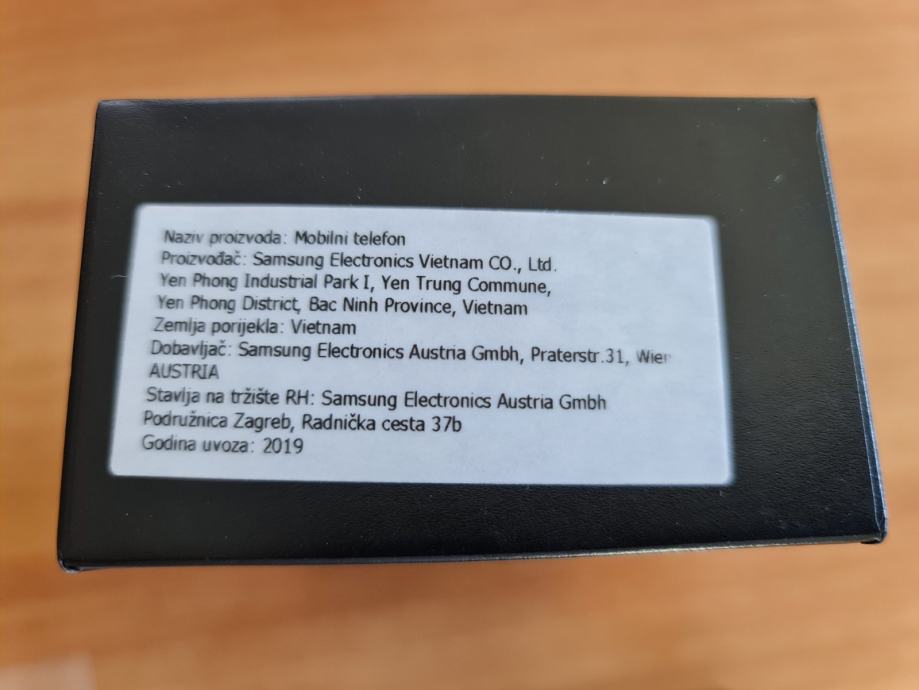 Naziv proizvoda: Mobilni telefon
Proizvođač: Samsung Electronics Vietnam CO., Ltd.
Yen Phong Industrial Park I, Yen Trung Commune,
Yen Phong District, Bac Ninh Province, Vietnam
Zemlja porijekla: Vietnam
Dobavljač: Samsung Electronics Austria Gmbh, Praterstr.31,
AUSTRIA
Stavlja na tržište RH: Samsung Electronics Austria Gmbh
Podružnica Zagreb, Radnička cesta 37b
Godina uvoza: 2019